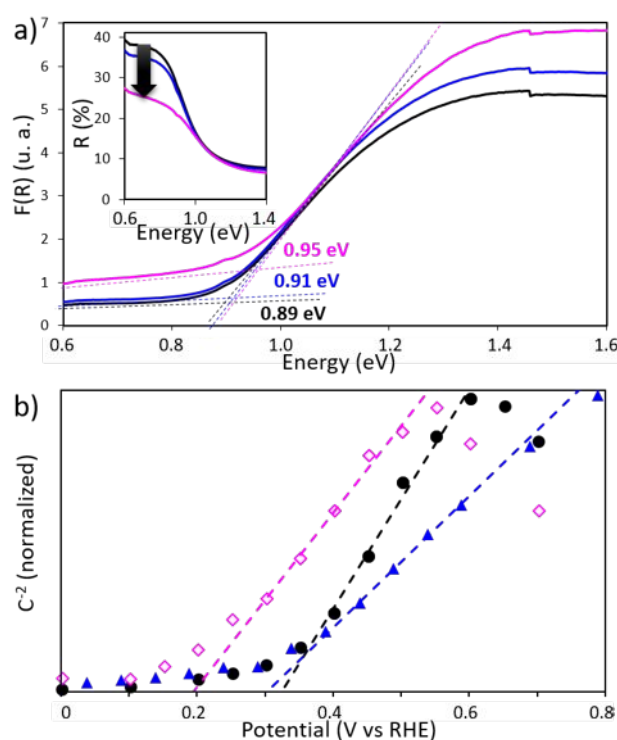 a)
7
6
5
4
3
2
1
0
F(R) (u. a.)
40
30
20
10
0
R (%)
0.6 1.0 1.4
Energy (eV)
0.95 eV
0.91 eV
0.89 eV
0.6 0.8 1.0 1.2 1.4 1.6
Energy (eV)
b)
C-2 (normalized)
0 0.2 0.4 0.6 0.8
Potential (V vs RHE)